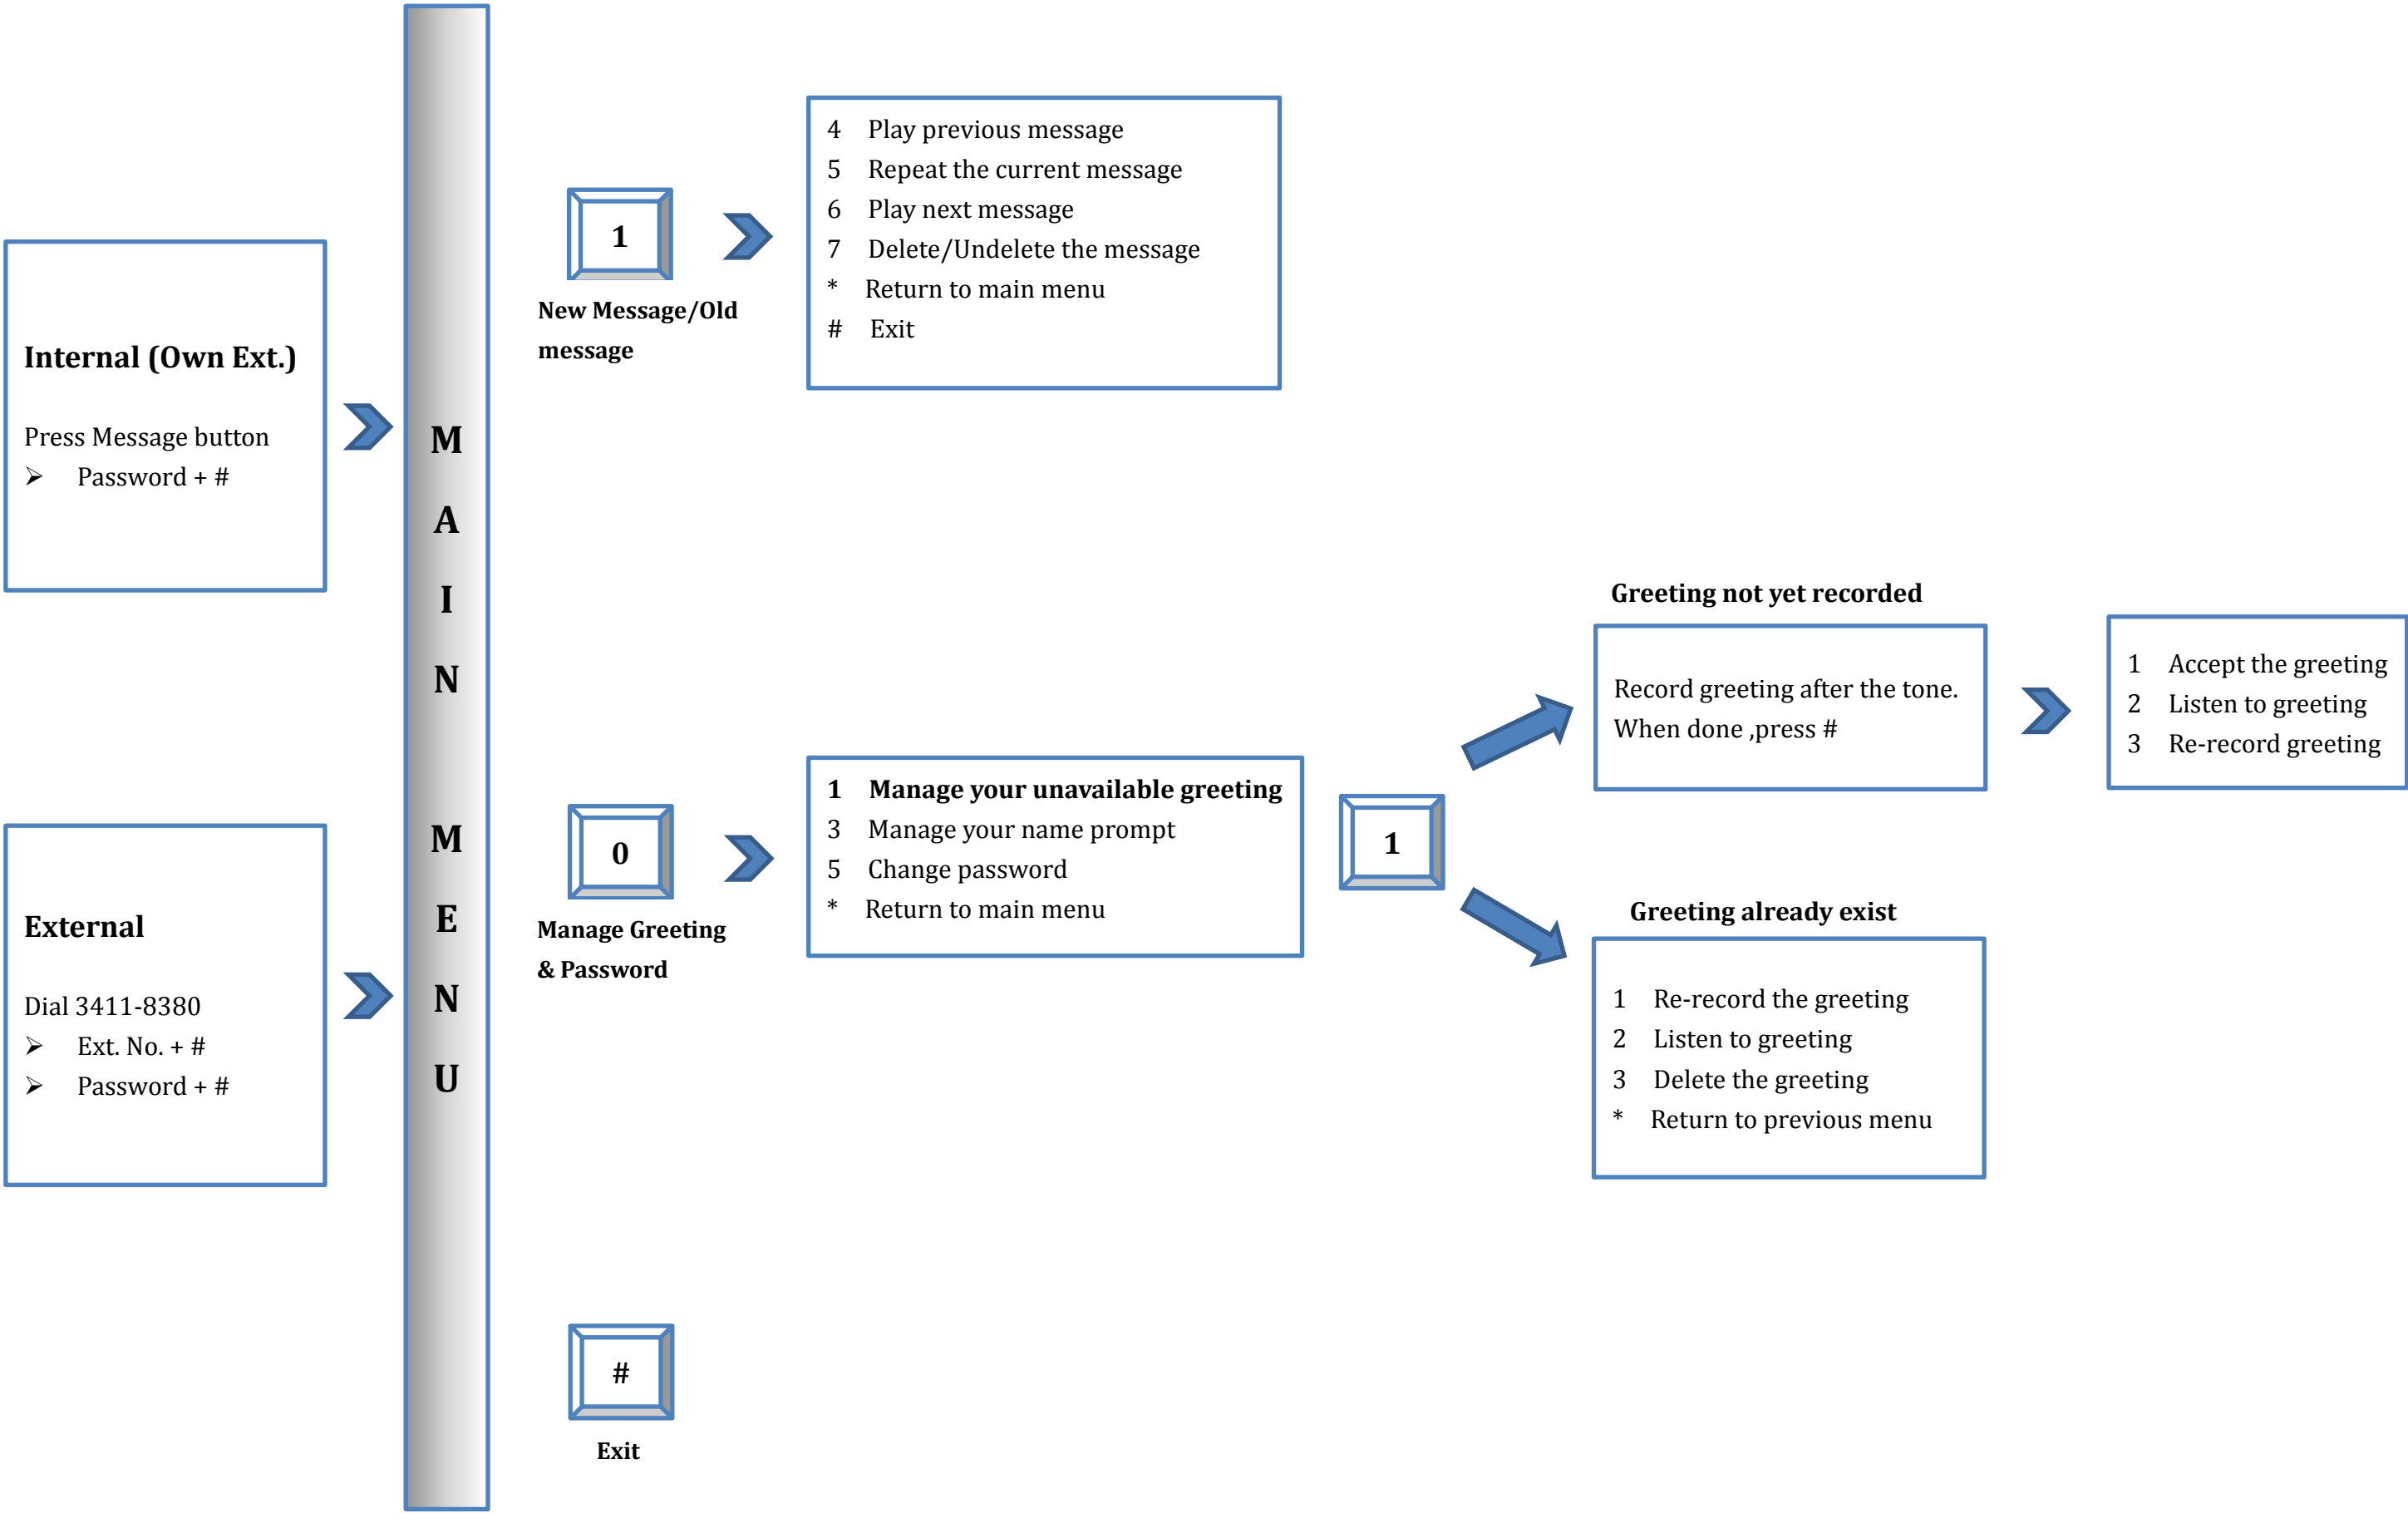 Internal (Own Ext.)
Press Message button
➢ Password + #
External
Dial 3411-8380
➢ Ext. No. + #
➢ Password + #
M
A
I
N
M
E
N
U
1
New Message/Old
message
4 Play previous message
5 Repeat the current message
6 Play next message
7 Delete/Undelete the message
* Return to main menu
# Exit
0
Manage Greeting
& Password
1 Manage your unavailable greeting
3 Manage your name prompt
5 Change password
* Return to main menu
1
Greeting not yet recorded
Record greeting after the tone.
When done ,press #
1 Accept the greeting
2 Listen to greeting
3 Re-record greeting
Greeting already exist
1 Re-record the greeting
2 Listen to greeting
3 Delete the greeting
* Return to previous menu
#
Exit